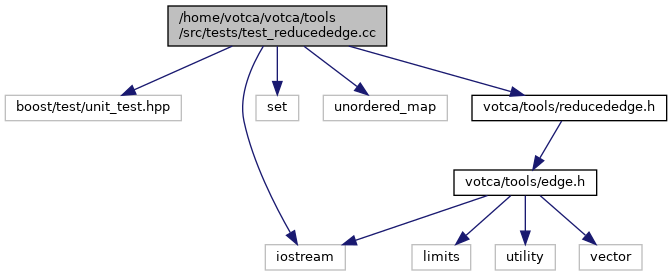 /home/votca/votca/tools
/src/tests/test_reducededge.cc
boost/test/unit_test.hpp
set
unordered_map
votca/tools/reducededge.h
votca/tools/edge.h
iostream
limits
utility
vector